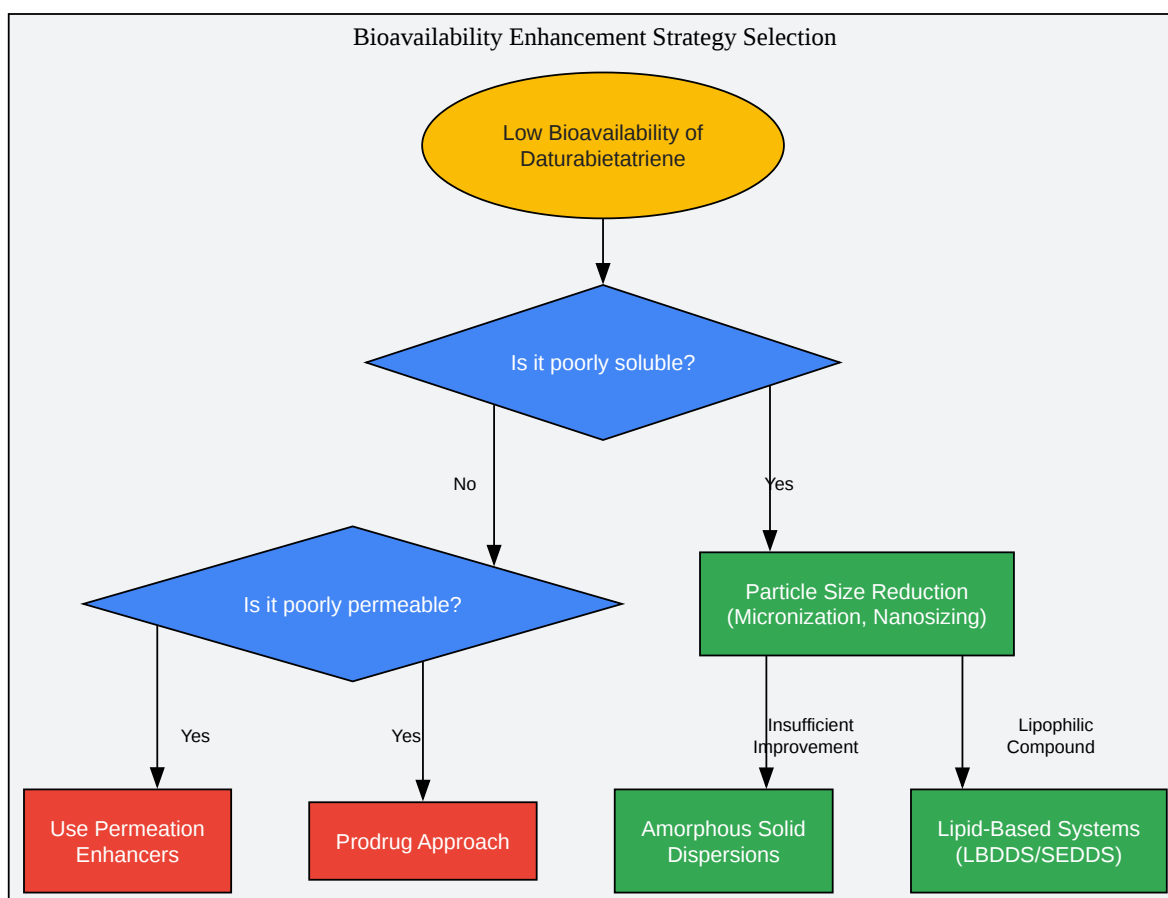 Bioavailability Enhancement Strategy Selection
Low Bioavailability of
Daturabietatriene
Is it poorly soluble?
No
Yes
Is it poorly permeable?
Particle Size Reduction
(Micronization, Nanosizing)
Yes
Yes
Insufficient
Improvement
Lipophilic
Compound
Use Permeation
Enhancers
Prodrug Approach
Amorphous Solid
Dispersions
Lipid-Based Systems
(LBDDS/SEDDS)